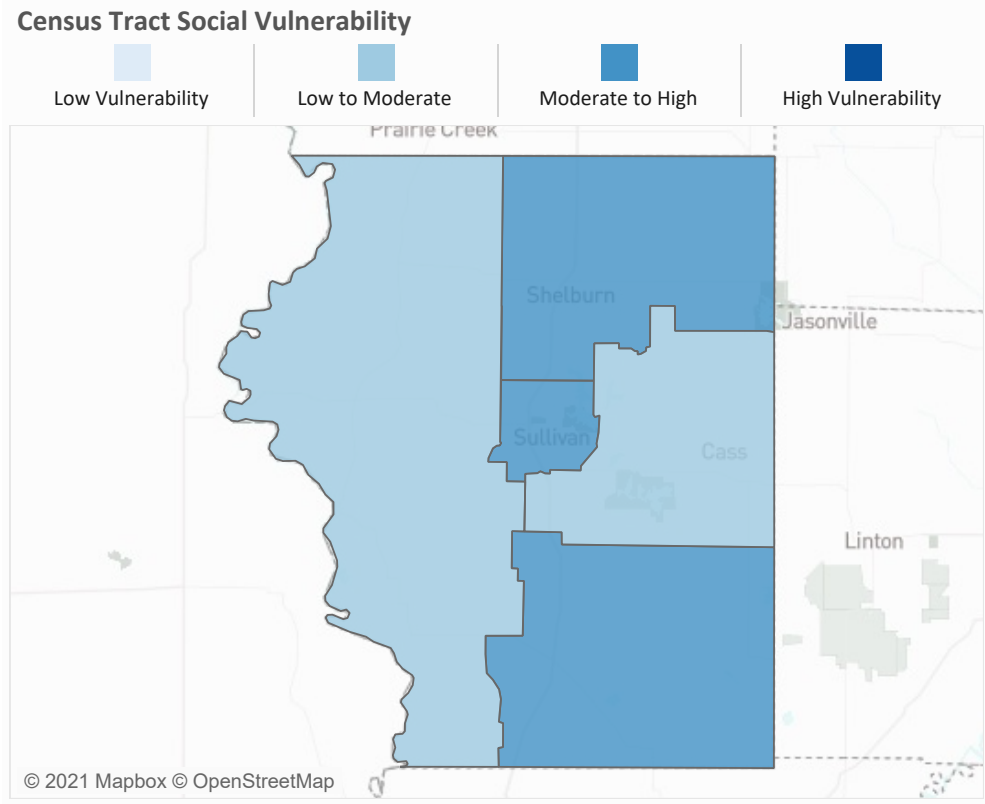 Census Tract Social Vulnerability
Low Vulnerability
Low to Moderate
Moderate to High
High Vulnerability
Prairie Creek
Shelburn
Jasonville
Sullivan
Cass
Linton
© 2021 Mapbox © OpenStreetMap